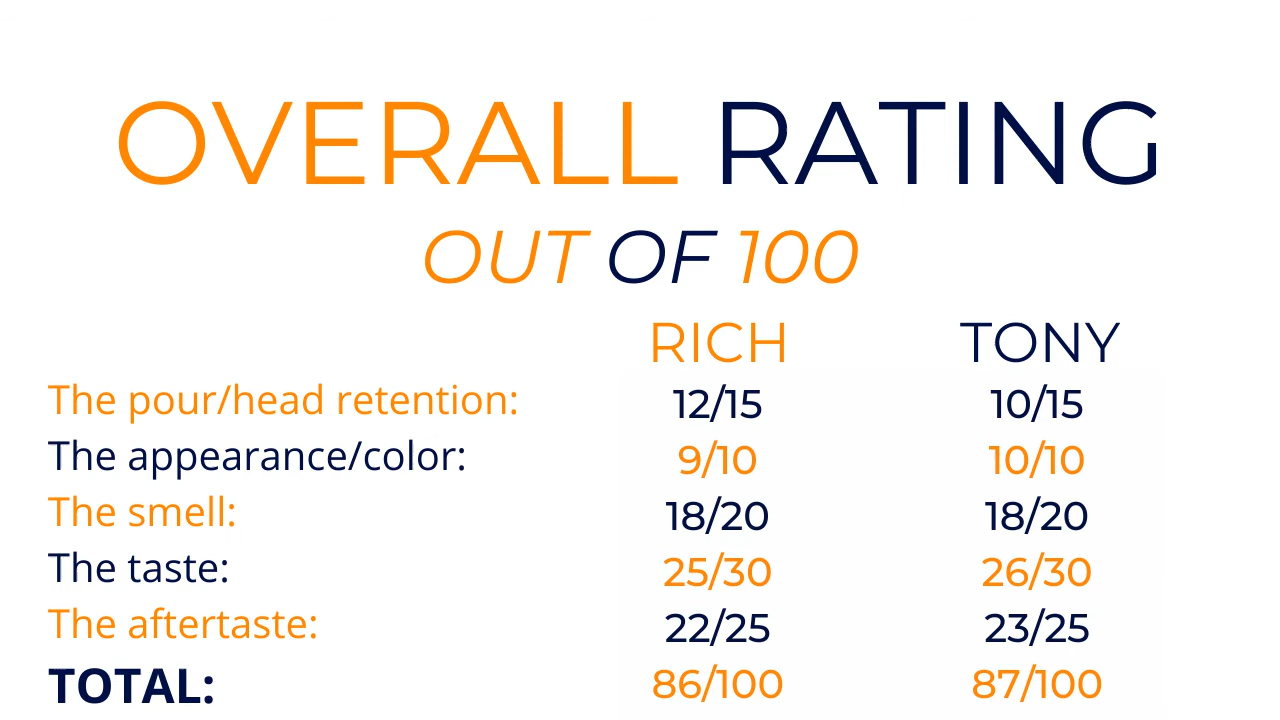 OVERALL RATING
OUT OF 100
RICH TONY
The pour/head retention: 12/15 10/15
The appearance/color: 9/10 10/10
The smell: 18/20 18/20
The taste: 25/30 26/30
The aftertaste: 22/25 23/25
TOTAL: 86/100 87/100